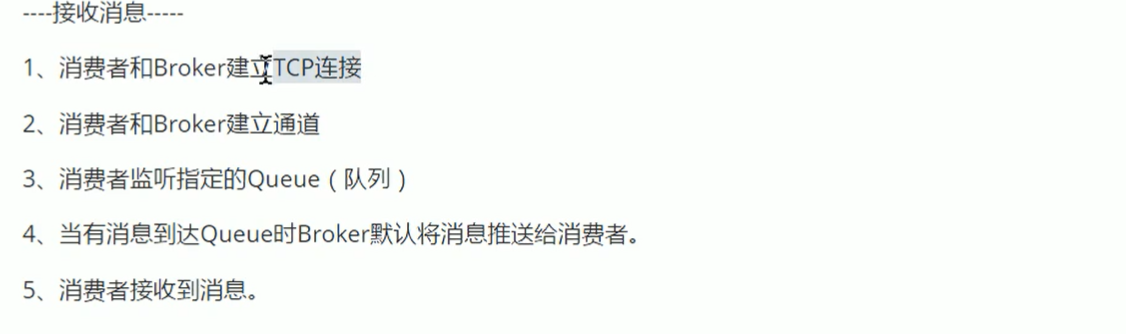 ----接收消息-----
1、消费者和Broker建立TCP连接
2、消费者和Broker建立通道
3、消费者监听指定的Queue（队列）
4、当有消息到达Queue时Broker默认将消息推送给消费者。
5、消费者接收到消息。